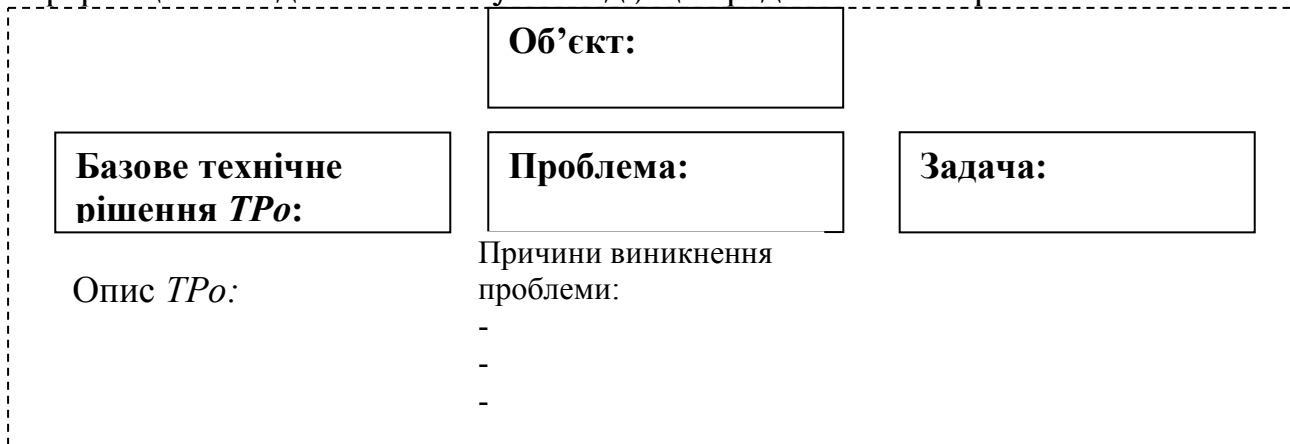 Об’єкт:
Базове технічне
рішення ТРо:
Проблема:
Задача:
Опис ТРо:
Причини виникнення
проблеми:
-
-
-